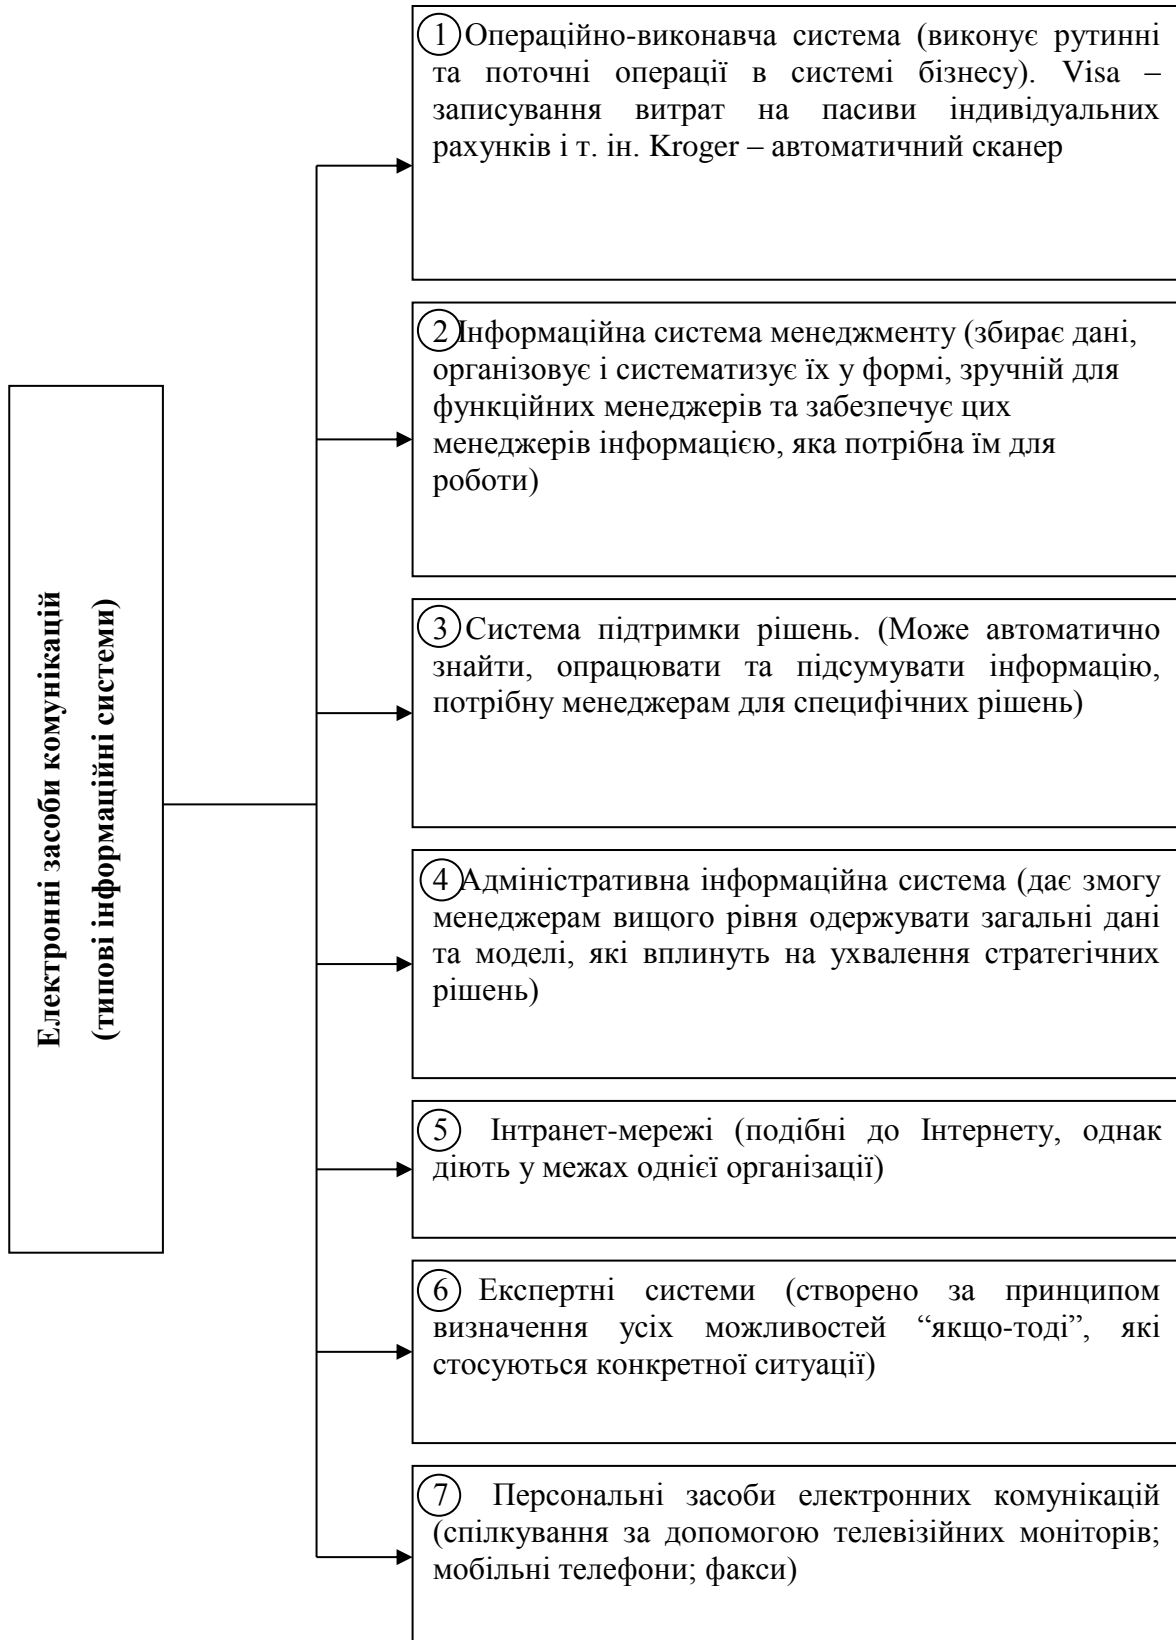 Електронні засоби комунікацій
(типові інформаційні системи)
1 Операційно-виконавча система (виконує рутинні
та поточні операції в системі бізнесу). Visa –
записування витрат на пасиви індивідуальних
рахунків і т. ін. Kroger – автоматичний сканер
2 Інформаційна система менеджменту (збирає дані,
організовує і систематизує їх у формі, зручній для
функційних менеджерів та забезпечує цих
менеджерів інформацією, яка потрібна їм для
роботи)
3 Система підтримки рішень. (Може автоматично
знайти, опрацювати та підсумувати інформацію,
потрібну менеджерам для специфічних рішень)
4 Адміністративна інформаційна система (дає змогу
менеджерам вищого рівня одержувати загальні дані
та моделі, які вплинуть на ухвалення стратегічних
рішень)
5 Інтранет-мережі (подібні до Інтернету, однак
діють у межах однієї організації)
6 Експертні системи (створено за принципом
визначення усіх можливостей “якщо-тоді”, які
стосуються конкретної ситуації)
7 Персональні засоби електронних комунікацій
(спілкування за допомогою телевізійних моніторів;
мобільні телефони; факси)